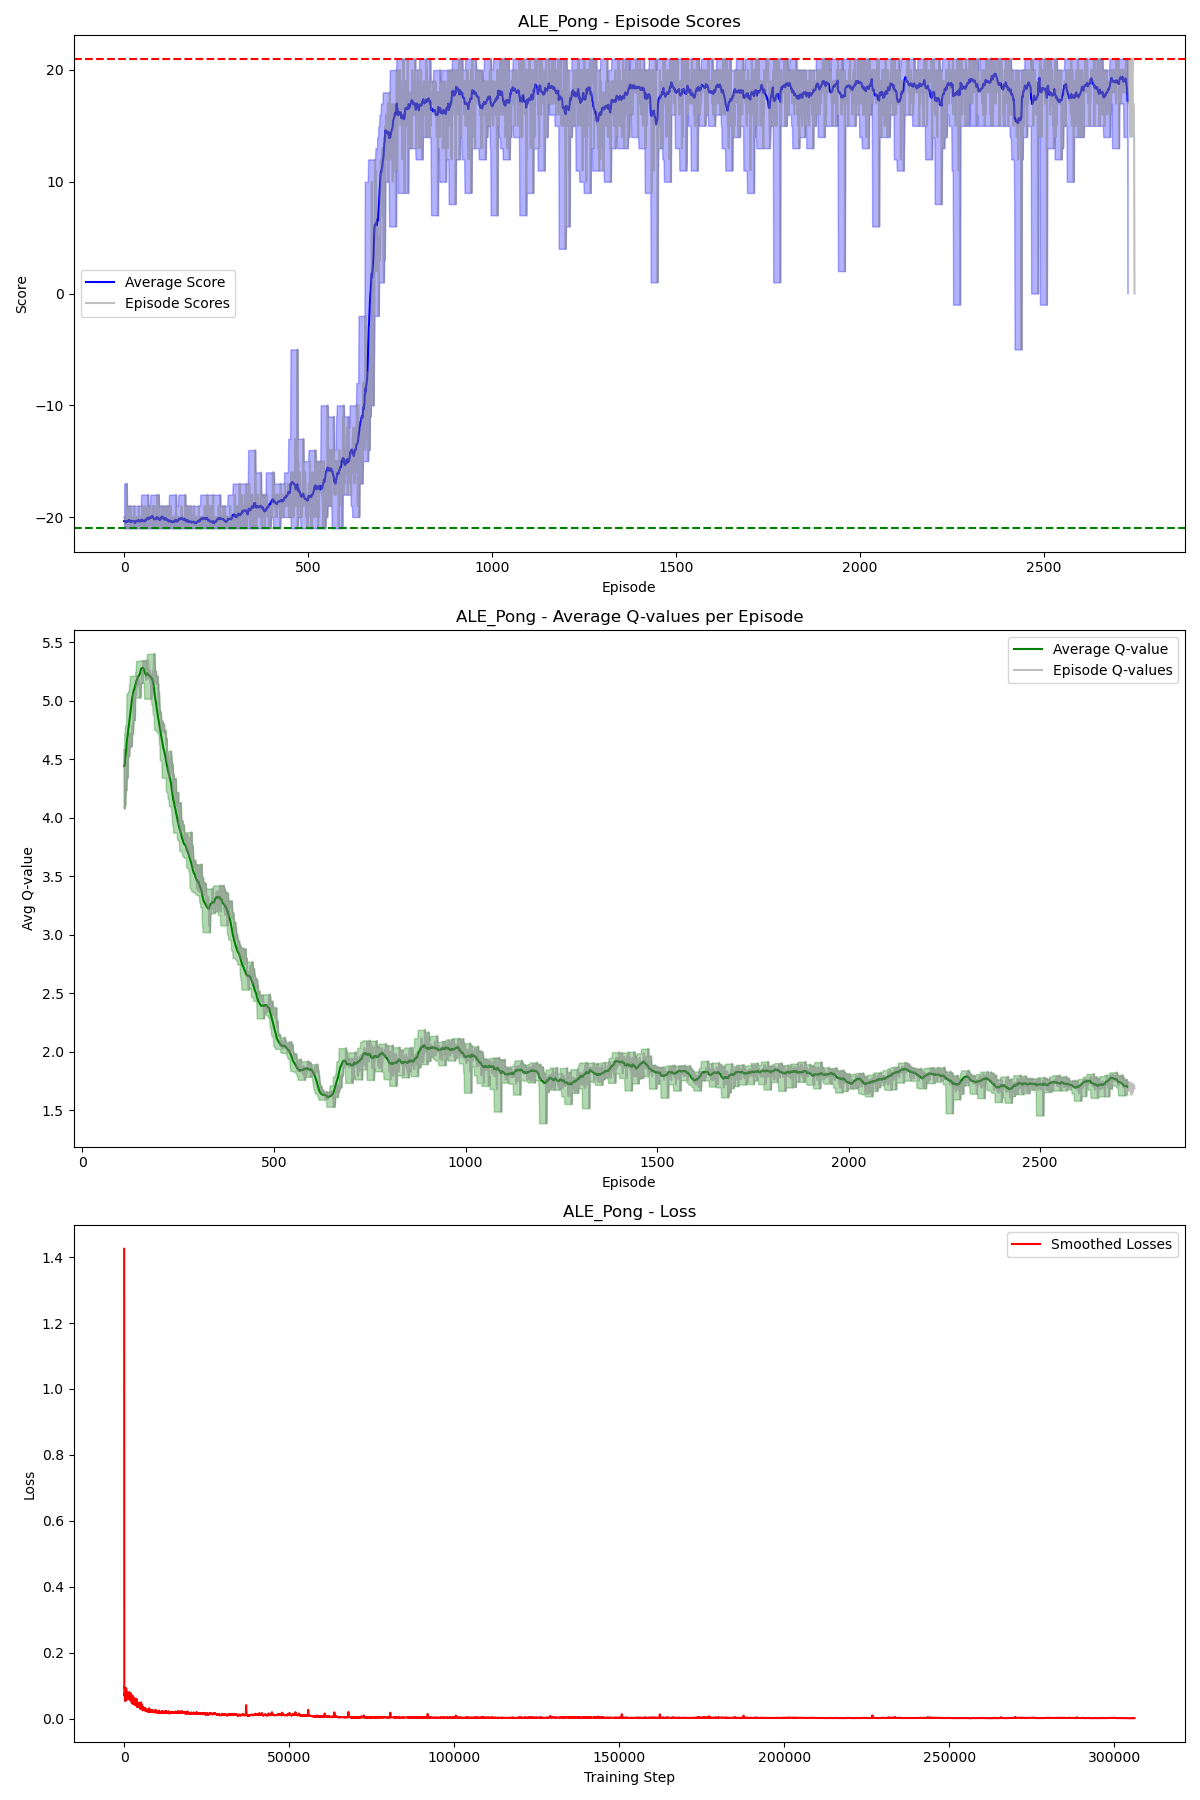 ALE_Pong - Episode Scores
Score
20
10
0
−10
−20
Average Score
Episode Scores
0 500 1000 1500 2000 2500
Episode
ALE_Pong - Average Q-values per Episode
Avg Q-value
5.5
5.0
4.5
4.0
3.5
3.0
2.5
2.0
1.5
Average Q-value
Episode Q-values
0 500 1000 1500 2000 2500
Episode
ALE_Pong - Loss
Loss
1.4
1.2
1.0
0.8
0.6
0.4
0.2
0.0
Smoothed Losses
0 50000 100000 150000 200000 250000 300000
Training Step